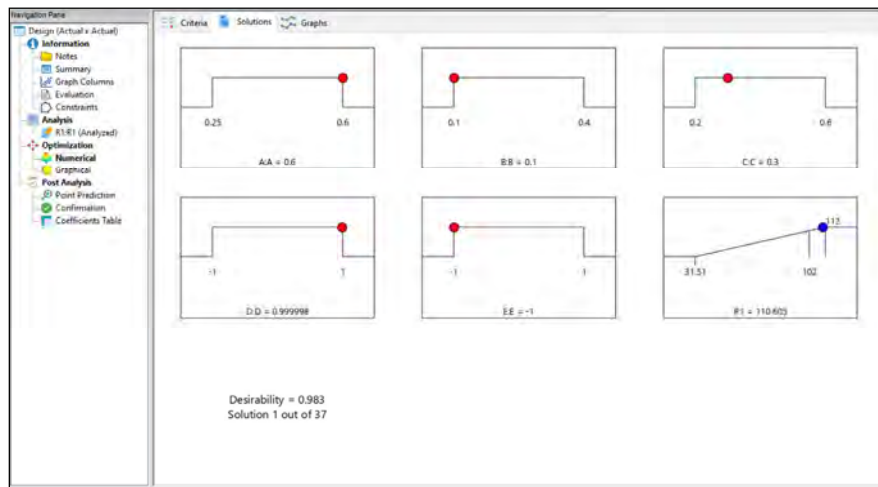 Navigation Pane
Design (Actual x Actual)
Information
Notes
Summary
Graph Columns
Evaluation
Constraints
Analysis
R1:R1 (Analyzed)
Optimization
Numerical
Graphical
Post Analysis
Point Prediction
Confirmation
Coefficients Table
Criteria Solutions Graphs
0.25 0.6
A:A = 0.6
0.1 0.4
B:B = 0.1
0.2
C:C = 0.3
-1 1
D:D = 0.999998
-1 1
E:E = -1
113
31.51 102
R1 = 110.605
Desirability = 0.983
Solution 1 out of 37